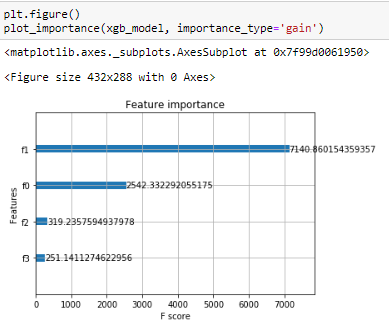 plt.figure()
plot_importance(xgb_model, importance_type='gain')
<matplotlib.axes._subplots.AxesSubplot at 0x7f99d0061950>
<Figure size 432x288 with 0 Axes>
Feature importance
f1 7140.860154359357
f0 2542.332292055175
f2 319.2357594937978
f3 251.1411274622956
Features
0 1000 2000 3000 4000 5000 6000 7000
F score